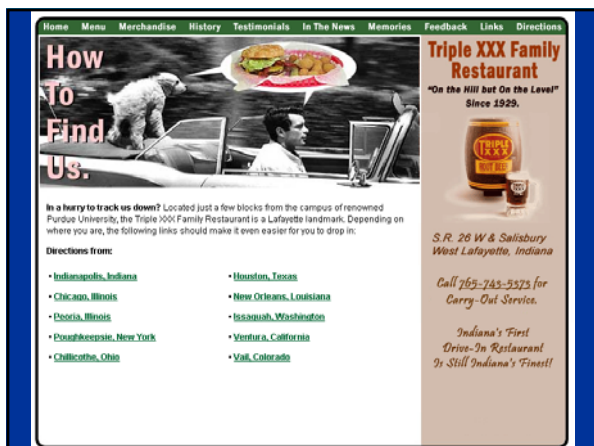 Home Menu Merchandise History Testimonials In The News Memories Feedback Links Directions
How
To
Find
Us.
In a hurry to track us down? Located just a few blocks from the campus of renowned
Purdue University, the Triple XXX Family Restaurant is a Lafayette landmark. Depending on
where you are, the following links should make it even easier for you to drop in:
Directions from:
• Indianapolis, Indiana
• Chicago, Illinois
• Peoria, Illinois
• Poughkeepsie, New York
• Chillicothe, Ohio
• Houston, Texas
• New Orleans, Louisiana
• Issaquah, Washington
• Ventura, California
• Vail, Colorado
Triple XXX Family
Restaurant
"On the Hill but On the Level"
Since 1929.
TRIPLE
XXX
ROOT BEER
S.R. 26 W & Salisbury
West Lafayette, Indiana
Call 765-743-5373 for
Carry-Out Service.
Indiana's First
Drive-In Restaurant
Is Still Indiana's Finest!